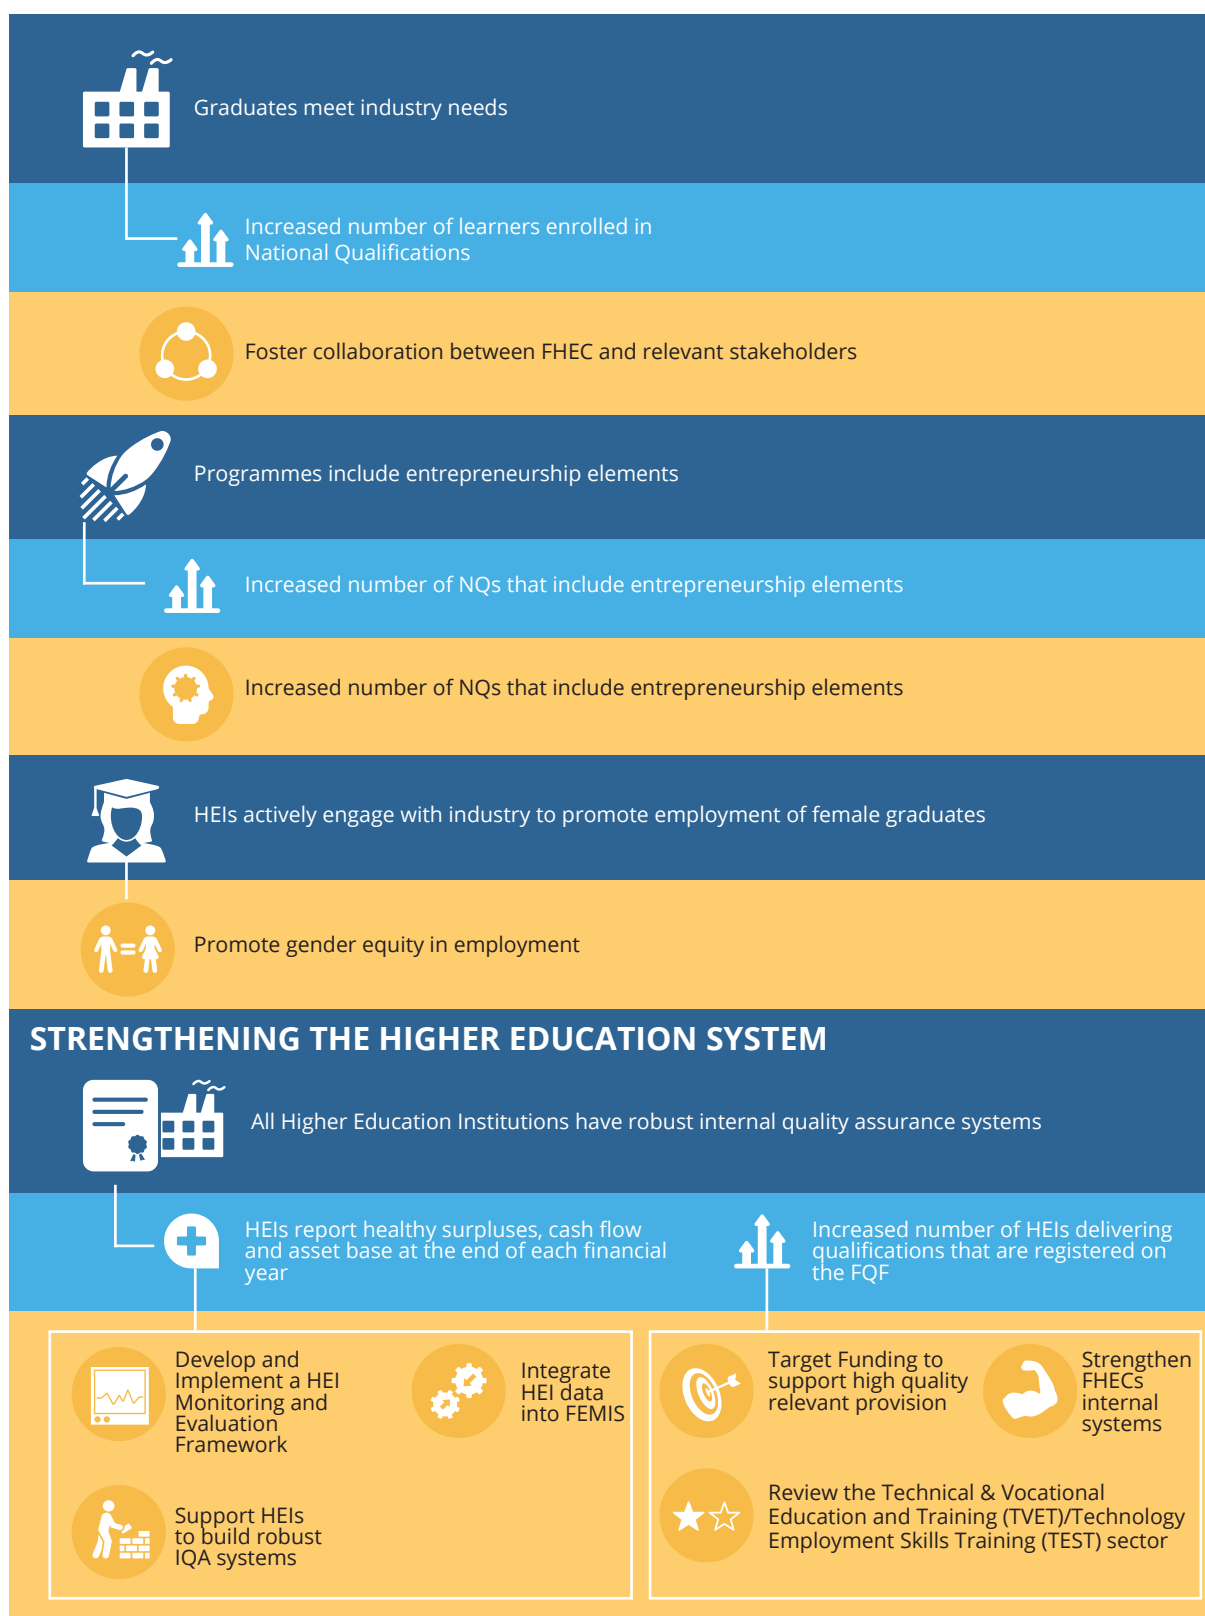 Graduates meet industry needs
Increased number of learners enrolled in
National Qualifications
Foster collaboration between FHEC and relevant stakeholders
Programmes include entrepreneurship elements
Increased number of NQs that include entrepreneurship elements
Increased number of NQs that include entrepreneurship elements
HEIs actively engage with industry to promote employment of female graduates
Promote gender equity in employment
STRENGTHENING THE HIGHER EDUCATION SYSTEM
All Higher Education Institutions have robust internal quality assurance systems
HEIs report healthy surpluses, cash flow
and asset base at the end of each financial
year
Increased number of HEIs delivering
qualifications that are registered on
the FQF
Develop and
Implement a HEI
Monitoring and
Evaluation
Framework
Integrate
HEI data
into FEMIS
Support HEIs
to build robust
IQA systems
Target Funding to
support high quality
relevant provision
Strengthen
FHECs
internal
systems
Review the Technical & Vocational
Education and Training (TVET)/Technology
Employment Skills Training (TEST) sector